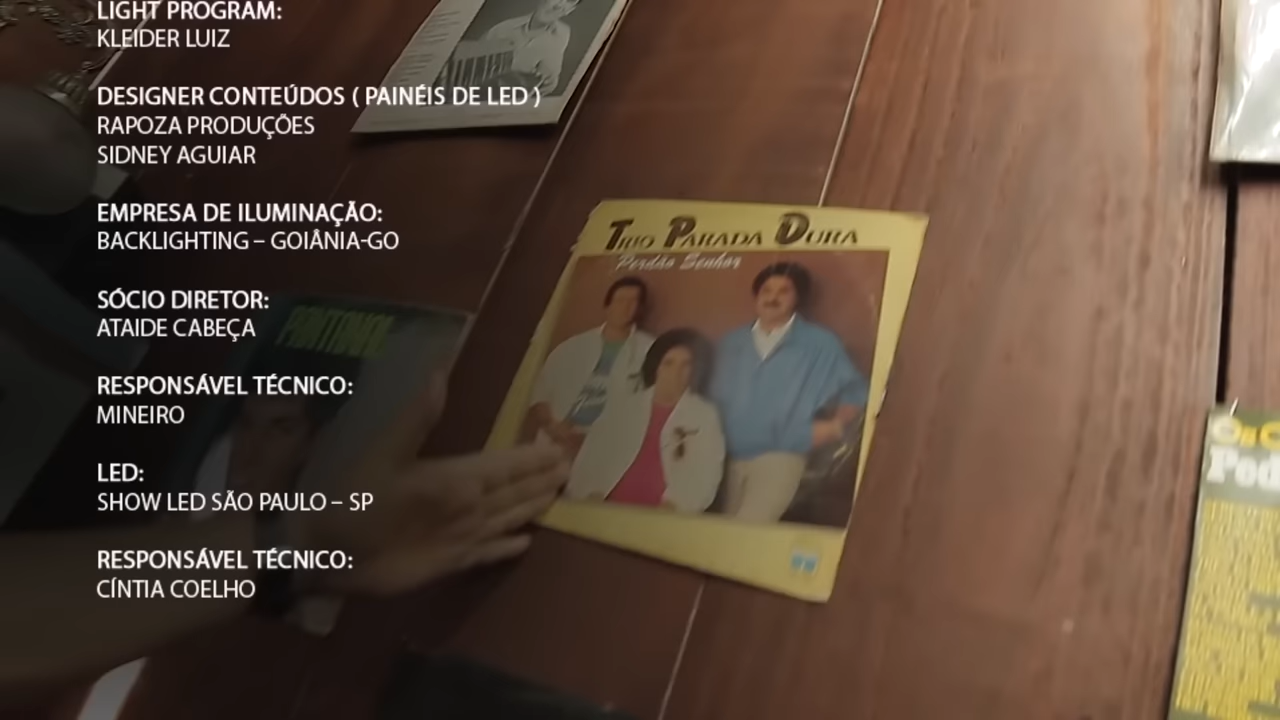 LIGHT PROGRAM:
KLEIDER LUIZ
DESIGNER CONTEÚDOS ( PAINÉIS DE LED )
RAPOZA PRODUÇÕES
SIDNEY AGUIAR
EMPRESA DE ILUMINAÇÃO:
BACKLIGHTING – GOIÂNIA-GO
SÓCIO DIRETOR:
ATAIDE CABEÇA
RESPONSÁVEL TÉCNICO:
MINEIRO
LED:
SHOW LED SÃO PAULO – SP
RESPONSÁVEL TÉCNICO:
CÍNTIA COELHO
TRIO PARADA DURA
Perdão Senhor